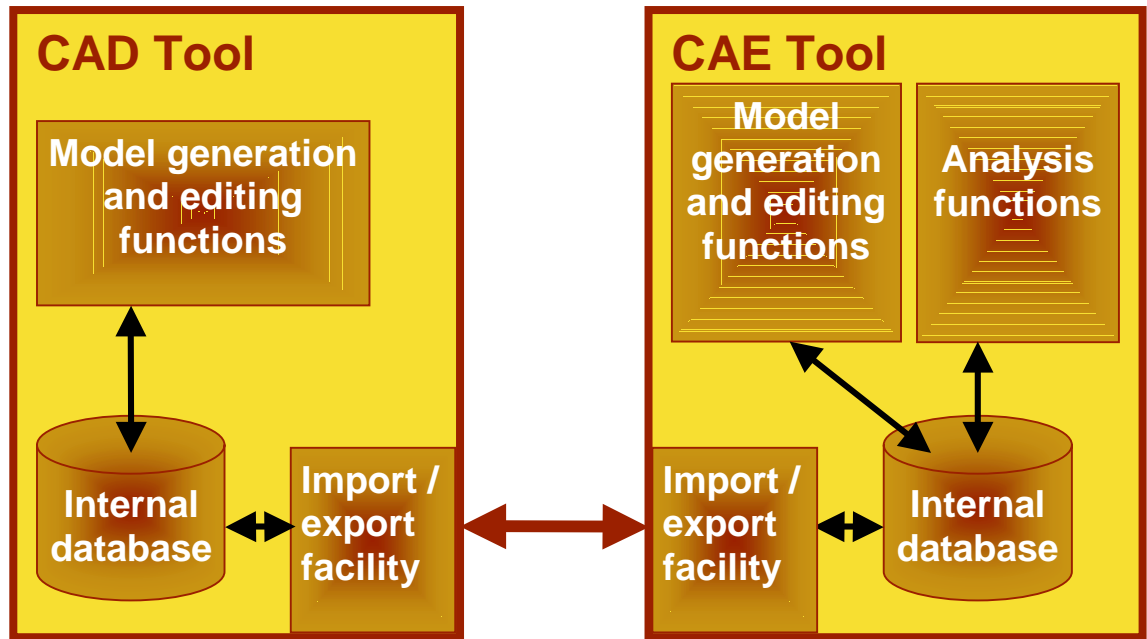 CAD Tool
Model generation
and editing
functions
Internal
database
Import /
export
facility
CAE Tool
Model
generation
and editing
functions
Analysis
functions
Import /
export
facility
Internal
database